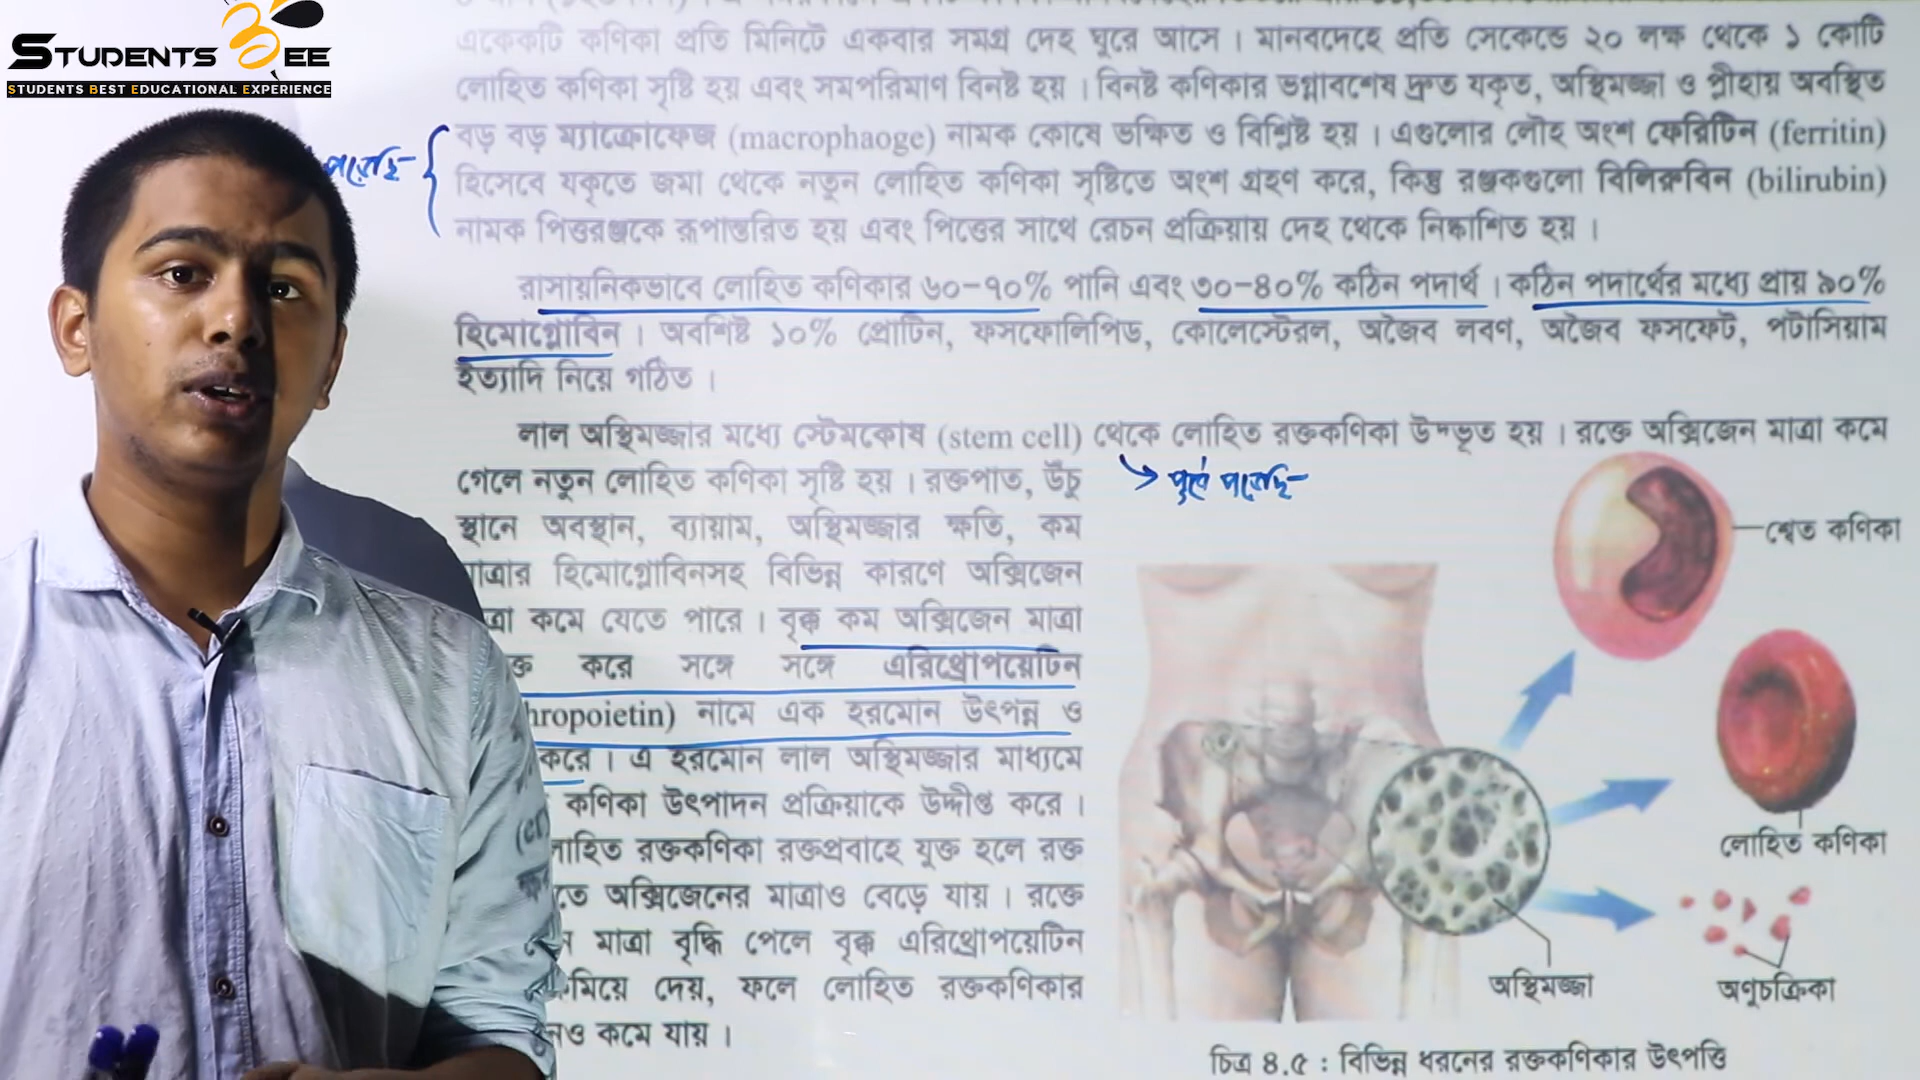 STUDENTS BEE
STUDENTS BEST EDUCATIONAL EXPERIENCE
একেকটি কণিকা প্রতি মিনিটে একবার সমগ্র দেহ ঘুরে আসে । মানবদেহে প্রতি সেকেন্ডে ২০ লক্ষ থেকে ১ কোটি
লোহিত কণিকা সৃষ্টি হয় এবং সমপরিমাণ বিনষ্ট হয় । বিনষ্ট কণিকার ভগ্নাবশেষ দ্রুত যকৃত, অস্থিমজ্জা ও প্লীহায় অবস্থিত
বড় বড় ম্যাক্রোফেজ (macrophaoge) নামক কোষে ভক্ষিত ও বিশ্লিষ্ট হয় । এগুলোর লৌহ অংশ ফেরিটিন (ferritin)
পড়েছি
হিসেবে যকৃতে জমা থেকে নতুন লোহিত কণিকা সৃষ্টিতে অংশ গ্রহণ করে, কিন্তু রঞ্জকগুলো বিলিরুবিন (bilirubin)
নামক পিত্তরঞ্জকে রূপান্তরিত হয় এবং পিত্তের সাথে রেচন প্রক্রিয়ায় দেহ থেকে নিষ্কাশিত হয় ।
রাসায়নিকভাবে লোহিত কণিকার ৬০-৭০% পানি এবং ৩০-৪০% কঠিন পদার্থ । কঠিন পদার্থের মধ্যে প্রায় ৯০%
হিমোগ্লোবিন । অবশিষ্ট ১০% প্রোটিন, ফসফোলিপিড, কোলেস্টেরল, অজৈব লবণ, অজৈব ফসফেট, পটাসিয়াম
ইত্যাদি নিয়ে গঠিত ।
লাল অস্থিমজ্জার মধ্যে স্টেমকোষ (stem cell) থেকে লোহিত রক্তকণিকা উদ্ভূত হয় । রক্তে অক্সিজেন মাত্রা কমে
গেলে নতুন লোহিত কণিকা সৃষ্টি হয় । রক্তপাত, উঁচু
পূর্বে পড়েছি
স্থানে অবস্থান, ব্যায়াম, অস্থিমজ্জার ক্ষতি, কম
মাত্রার হিমোগ্লোবিনসহ বিভিন্ন কারণে অক্সিজেন
কমে যেতে পারে । বৃক্ক কম অক্সিজেন মাত্রা
করে সঙ্গে সঙ্গে এরিথ্রোপয়েটিন
hropoietin) নামে এক হরমোন উৎপন্ন ও
করে । এ হরমোন লাল অস্থিমজ্জার মাধ্যমে
কণিকা উৎপাদন প্রক্রিয়াকে উদ্দীপ্ত করে ।
লোহিত রক্তকণিকা রক্তপ্রবাহে যুক্ত হলে রক্ত
তে অক্সিজেনের মাত্রাও বেড়ে যায় । রক্তে
মাত্রা বৃদ্ধি পেলে বৃক্ক এরিথ্রোপয়েটিন
কমিয়ে দেয়, ফলে লোহিত রক্তকণিকার
নও কমে যায় ।
শ্বেত কণিকা
লোহিত কণিকা
অণুচক্রিকা
অস্থিমজ্জা
চিত্র ৪.৫ : বিভিন্ন ধরনের রক্তকণিকার উৎপত্তি